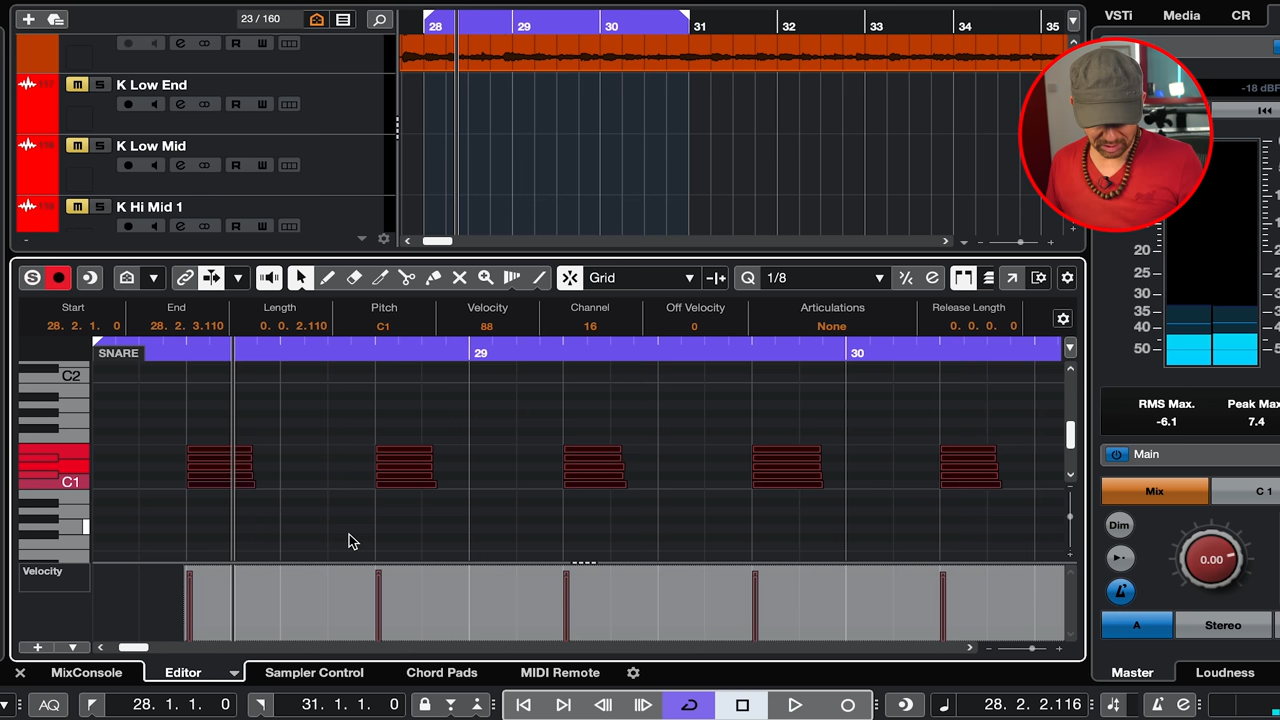 23 / 160
28 29 30 31 32 33 34 35
VSTi Media CR
-18 dBF
117 m S K Low End
R W
m S K Low Mid
R W
m S K Hi Mid 1
R W
Grid Q 1/8
Start End Length Pitch Velocity Channel Off Velocity Articulations Release Length
28. 2. 1. 0 28. 2. 3.110 0. 0. 2.110 C1 88 16 0 None 0. 0. 0. 0
29 30
SNARE
C2
C1
Velocity
20
25
30
35
40
50
RMS Max. Peak Max
-6.1 7.4
Main
Mix C 1
Dim
0.00
A Stereo
MixConsole Editor Sampler Control Chord Pads MIDI Remote
Master Loudness
AQ 28. 1. 1. 0 31. 1. 1. 0 28. 2. 2.116